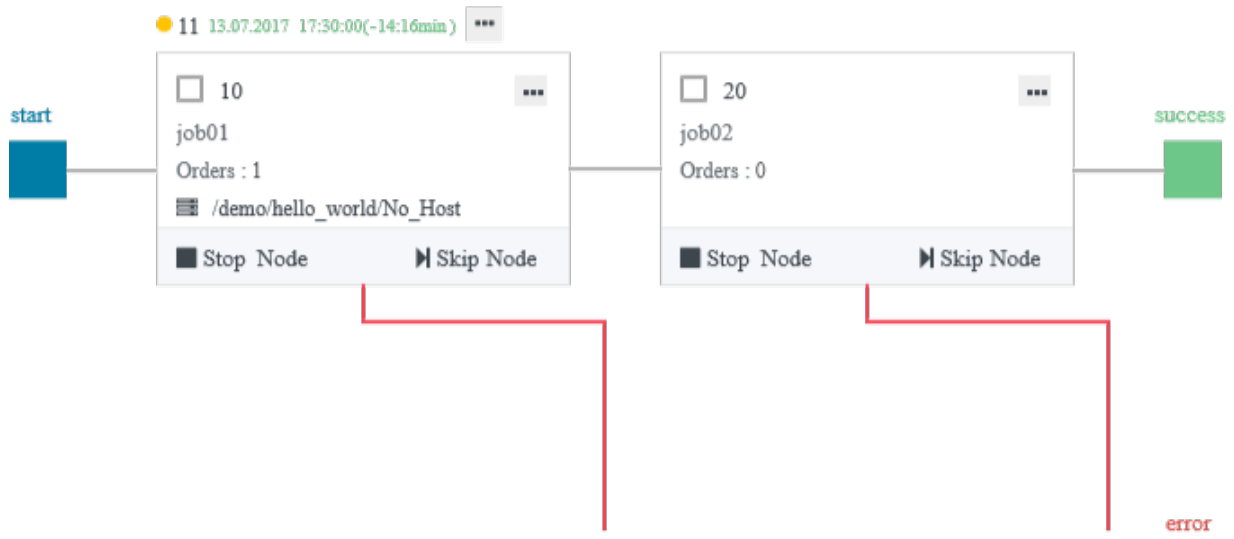 11 13.07.2017 17:30:00(-14:16min)
start
10
job01
Orders : 1
/demo/hello_world/No_Host
Stop Node
Skip Node
20
job02
Orders : 0
Stop Node
Skip Node
success
error